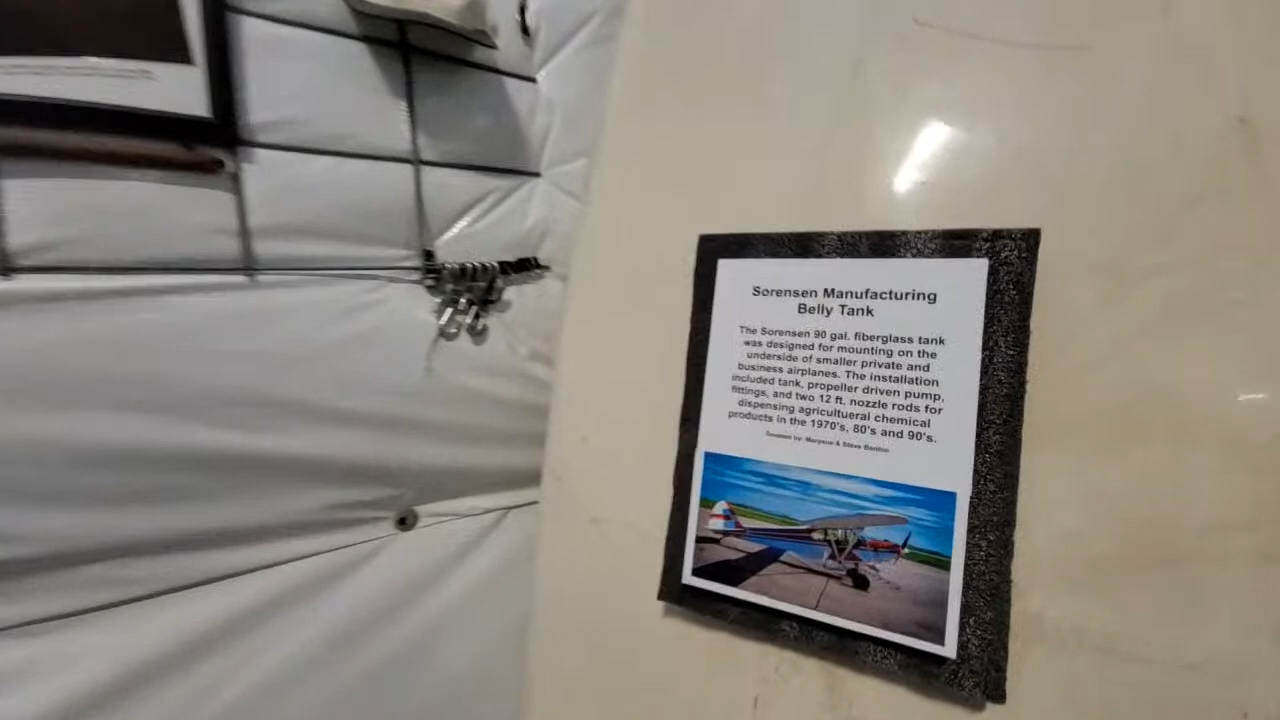 Sorensen Manufacturing
Belly Tank
The Sorensen 90 gal. fiberglass tank
was designed for mounting on the
underside of smaller private and
business airplanes. The installation
included tank, propeller driven pump,
fittings, and two 12 ft. nozzle rods for
dispensing agricultueral chemical
products in the 1970's, 80's and 90's.
by: & Steve